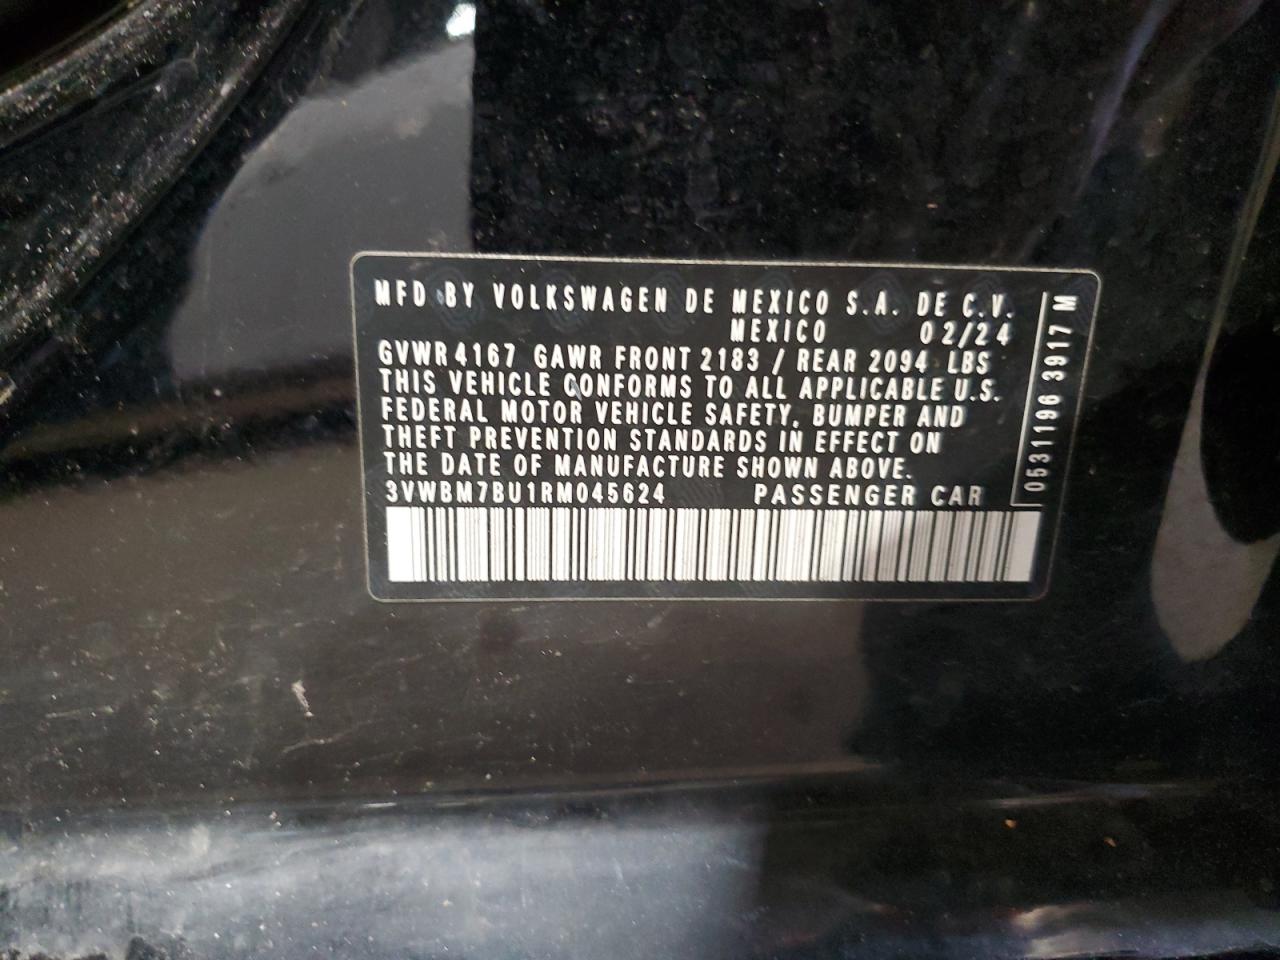 MFD BY VOLKSWAGEN DE MEXICO S.A. DE C.V.
MEXICO 02/24
GVWR 4167 GAWR FRONT 2183 / REAR 2094 LBS
THIS VEHICLE CONFORMS TO ALL APPLICABLE U.S.
FEDERAL MOTOR VEHICLE SAFETY, BUMPER AND
THEFT PREVENTION STANDARDS IN EFFECT ON
THE DATE OF MANUFACTURE SHOWN ABOVE.
3VWBM7BU1RM045624 PASSENGER CAR
0531196 3917 M